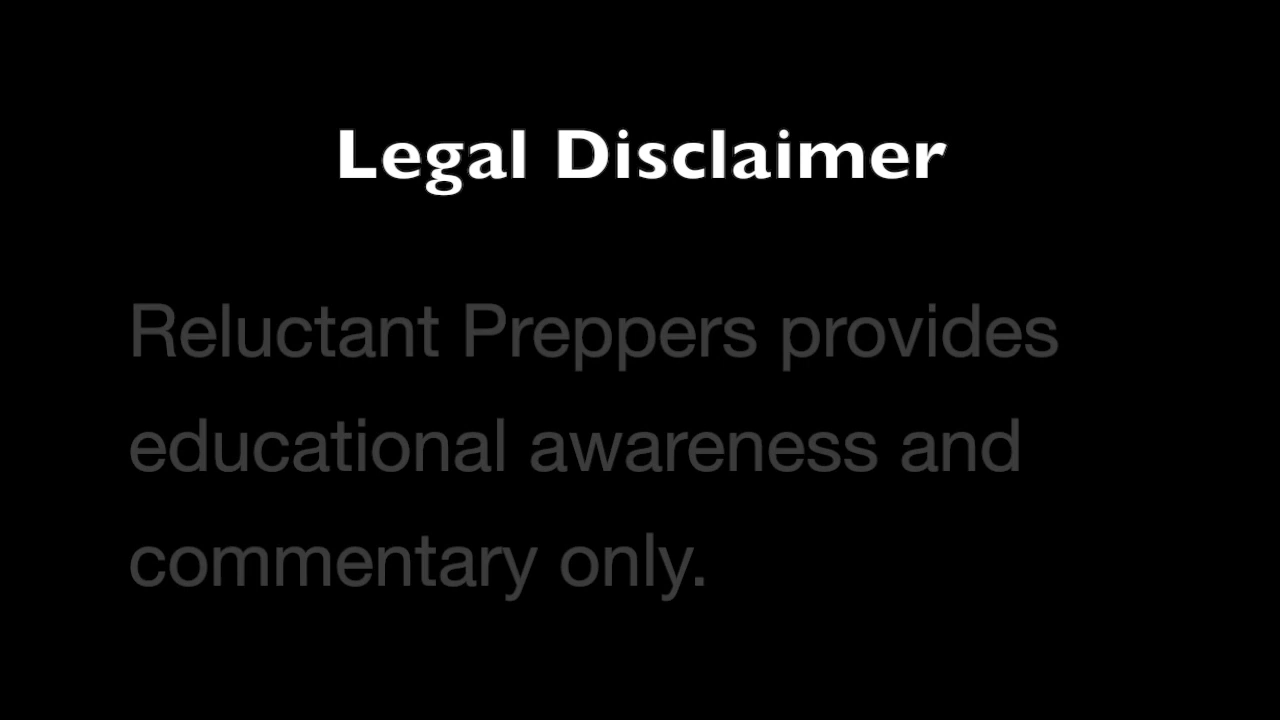 Legal Disclaimer
Reluctant Preppers provides
educational awareness and
commentary only.